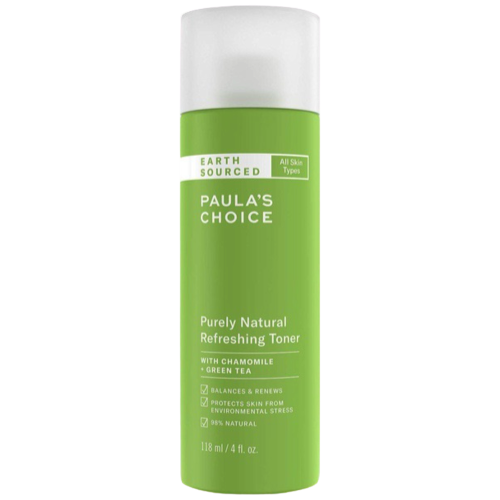 EARTH
SOURCED
All Skin
Types
PAULA'S
CHOICE
Purely Natural
Refreshing Toner
WITH CHAMOMILE
+ GREEN TEA
BALANCES & RENEWS
PROTECTS SKIN FROM
ENVIRONMENTAL STRESS
98% NATURAL
118 ml / 4 fl. oz.